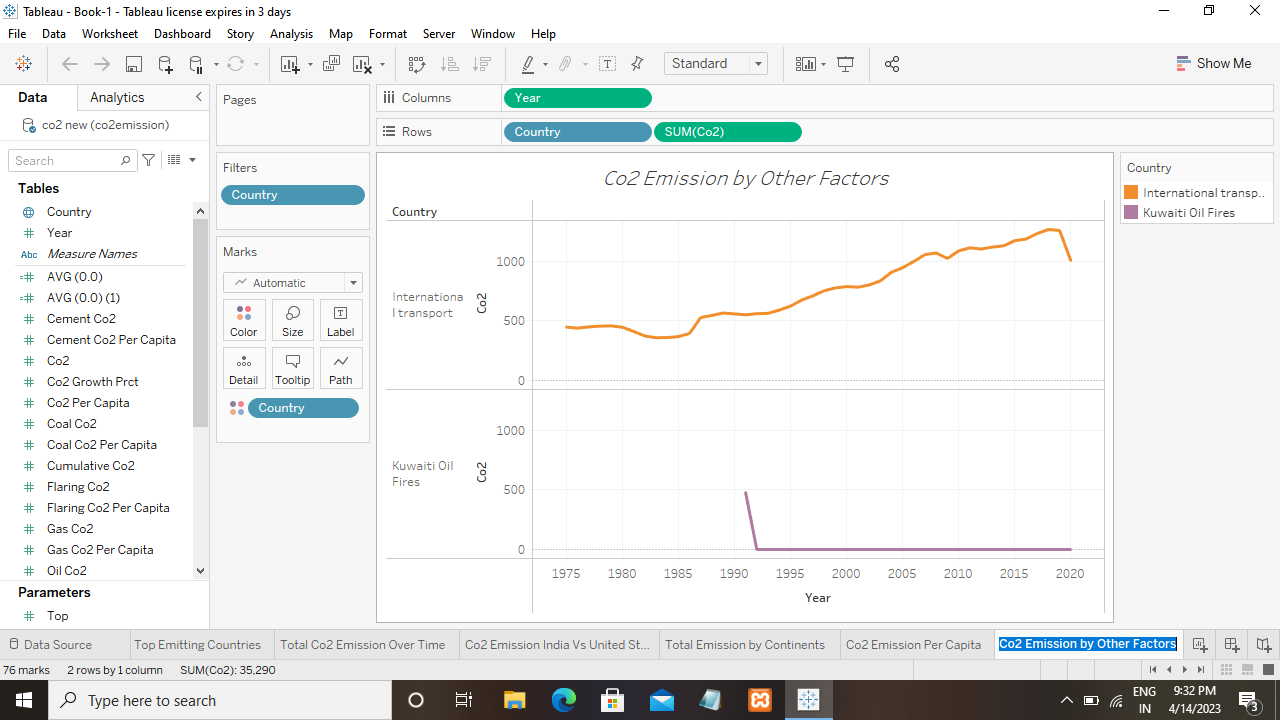 Tableau - Book-1 - Tableau license expires in 3 days
File Data Worksheet Dashboard Story Analysis Map Format Server Window Help
Standard
Show Me
Data Analytics
co2 new (co2emission)
Search
Tables
Country
Year
Abc Measure Names
AVG (0.0)
AVG (0.0) (1)
Cement Co2
Cement Co2 Per Capita
Co2
Co2 Growth Prct
Co2 Per Capita
Coal Co2
Coal Co2 Per Capita
Cumulative Co2
Flaring Co2
Flaring Co2 Per Capita
Gas Co2
Gas Co2 Per Capita
Oil Co2
Parameters
Top
Pages
Filters
Country
Marks
Automatic
Color Size Label
Detail Tooltip Path
Country
Columns Year
Rows Country SUM(Co2)
Co2 Emission by Other Factors
Country
Internationa
l transport
Co2
1000
500
0
Kuwaiti Oil
Fires
Co2
1000
500
0
1975 1980 1985 1990 1995 2000 2005 2010 2015 2020
Year
Country
International transp..
Kuwaiti Oil Fires
Data Source Top Emitting Countries Total Co2 Emission Over Time Co2 Emission India Vs United St... Total Emission by Continents Co2 Emission Per Capita Co2 Emission by Other Factors
76 marks 2 rows by 1 column SUM(Co2): 35,290
Type here to search
ENG
IN
9:32 PM
4/14/2023
3